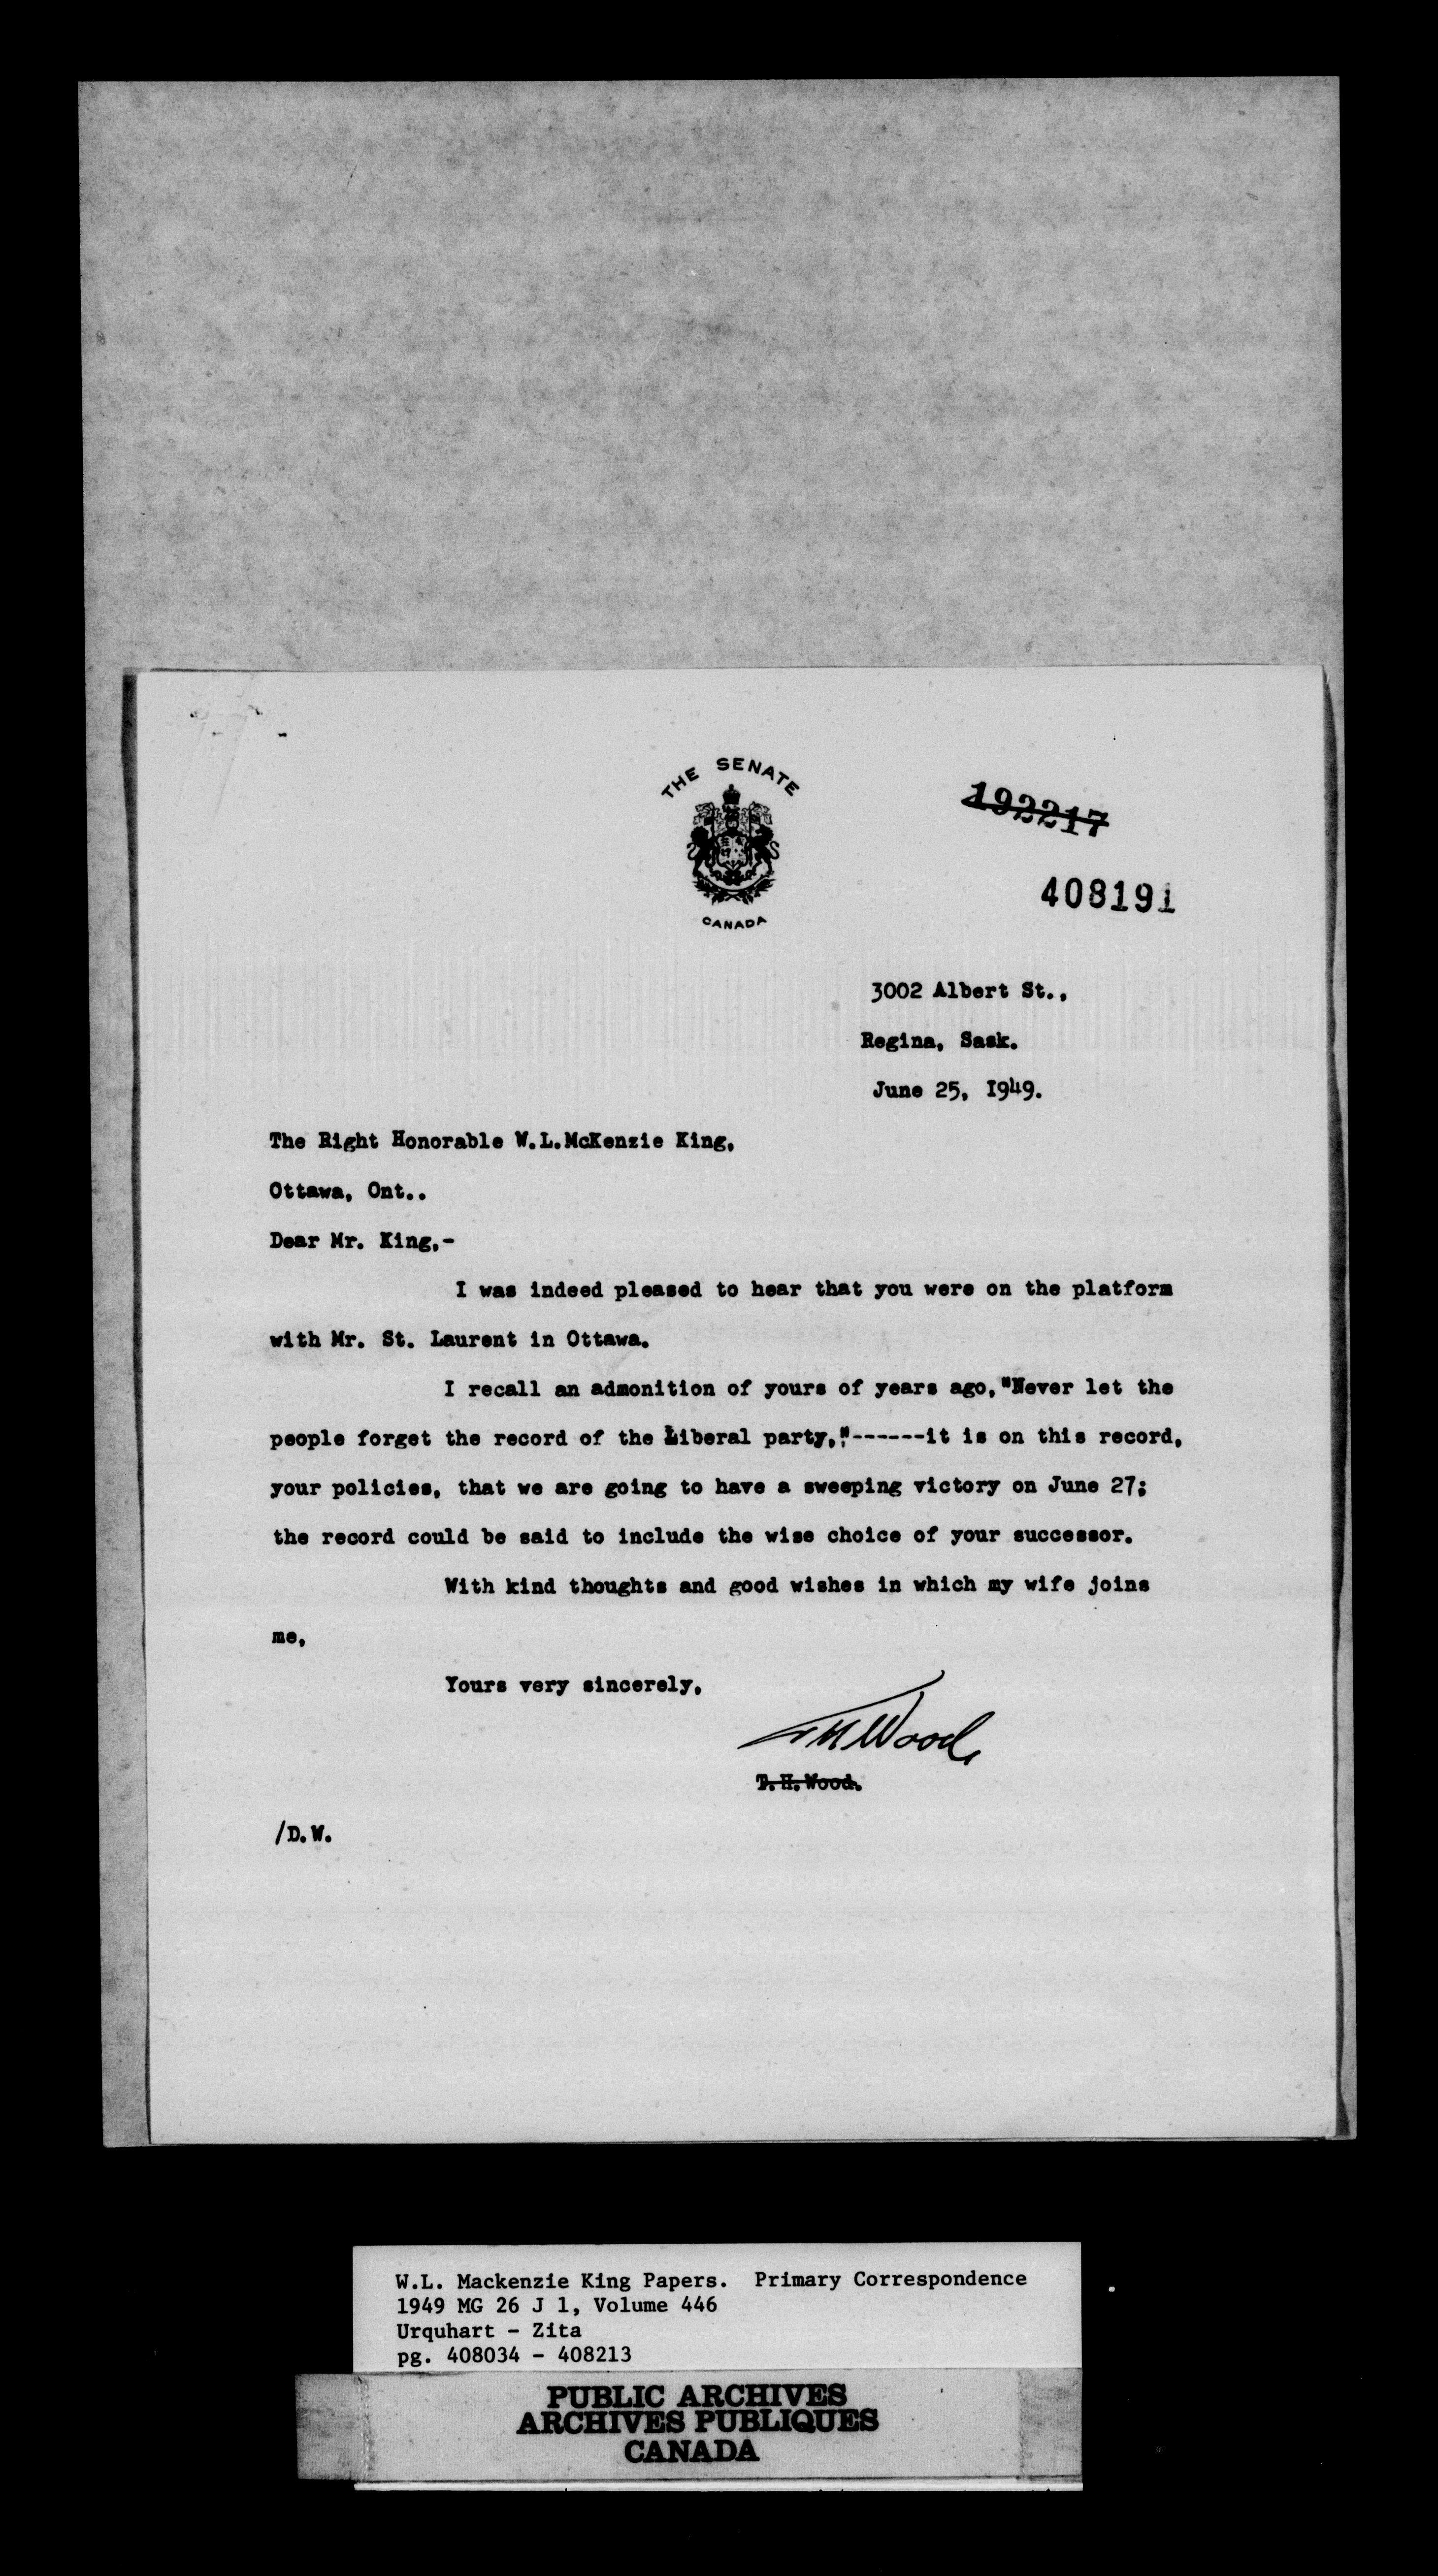 THE SENATE
CANADA
192217
408191
3002 Albert St.,
Regina, Sask.
June 25, I949.
The Right Honorable W.L.McKenzie King,
Ottawa, Ont..
Dear Mr. King,-
I was indeed pleased to hear that you were on the platform
with Mr. St. Laurent in Ottawa.
I recall an admonition of yours of years ago,"Never let the
people forget the record of the Liberal party,"------it is on this record,
your policies, that we are going to have a sweeping victory on June 27;
the record could be said to include the wise choice of your successor.
With kind thoughts and good wishes in which my wife joins
me,
Yours very sincerely,
T H Wood
T.H.Wood.
/D.W.
W.L. Mackenzie King Papers. Primary Correspondence
1949 MG 26 J 1, Volume 446
Urquhart - Zita
pg. 408034 - 408213
PUBLIC ARCHIVES
ARCHIVES PUBLIQUES
CANADA